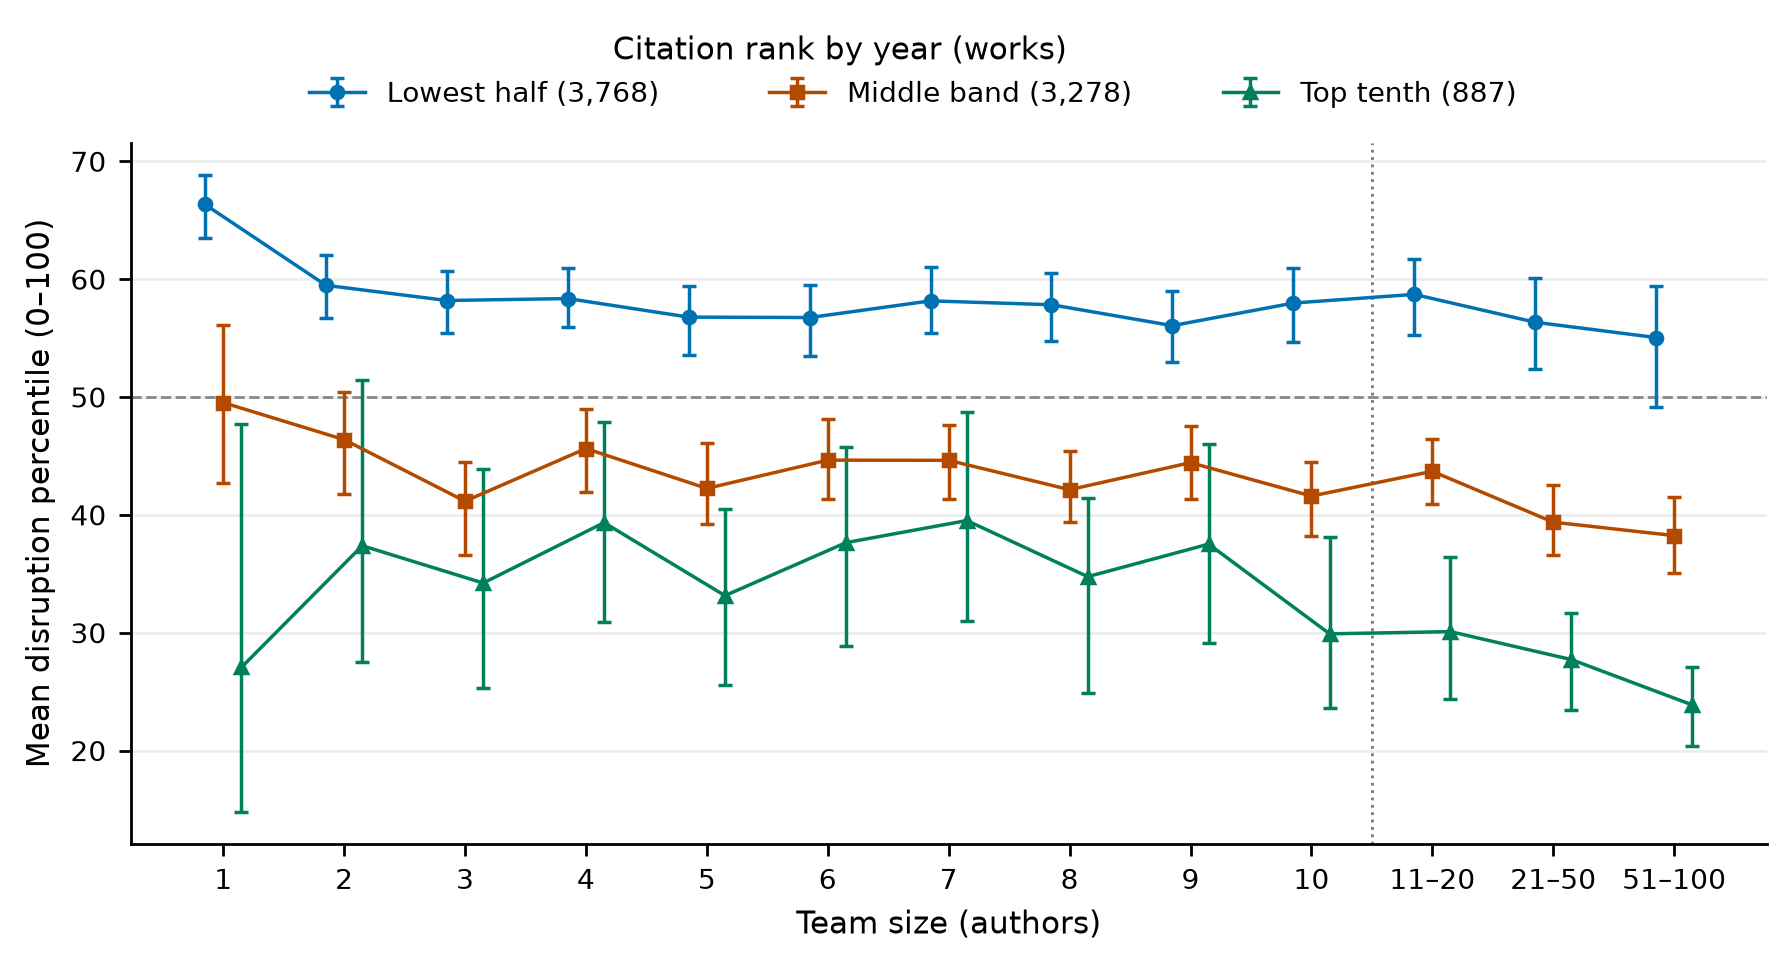 Citation rank by year (works)
Lowest half (3,768) Middle band (3,278) Top tenth (887)
Mean disruption percentile (0–100)
70
60
50
40
30
20
1 2 3 4 5 6 7 8 9 10 11–20 21–50 51–100
Team size (authors)